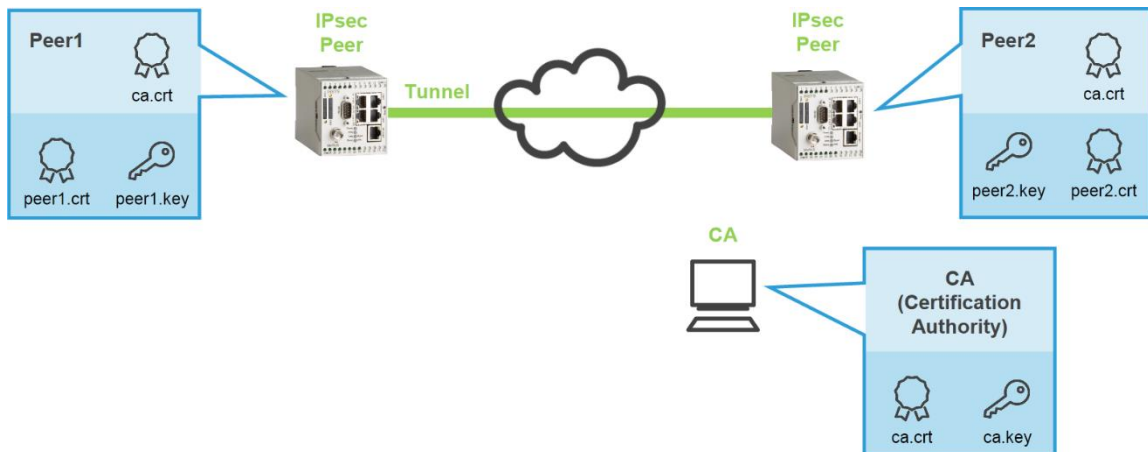 Peer1
ca.crt
peer1.crt
peer1.key
IPsec
Peer
Tunnel
IPsec
Peer
Peer2
ca.crt
peer2.key
peer2.crt
CA
CA
(Certification
Authority)
ca.crt
ca.key